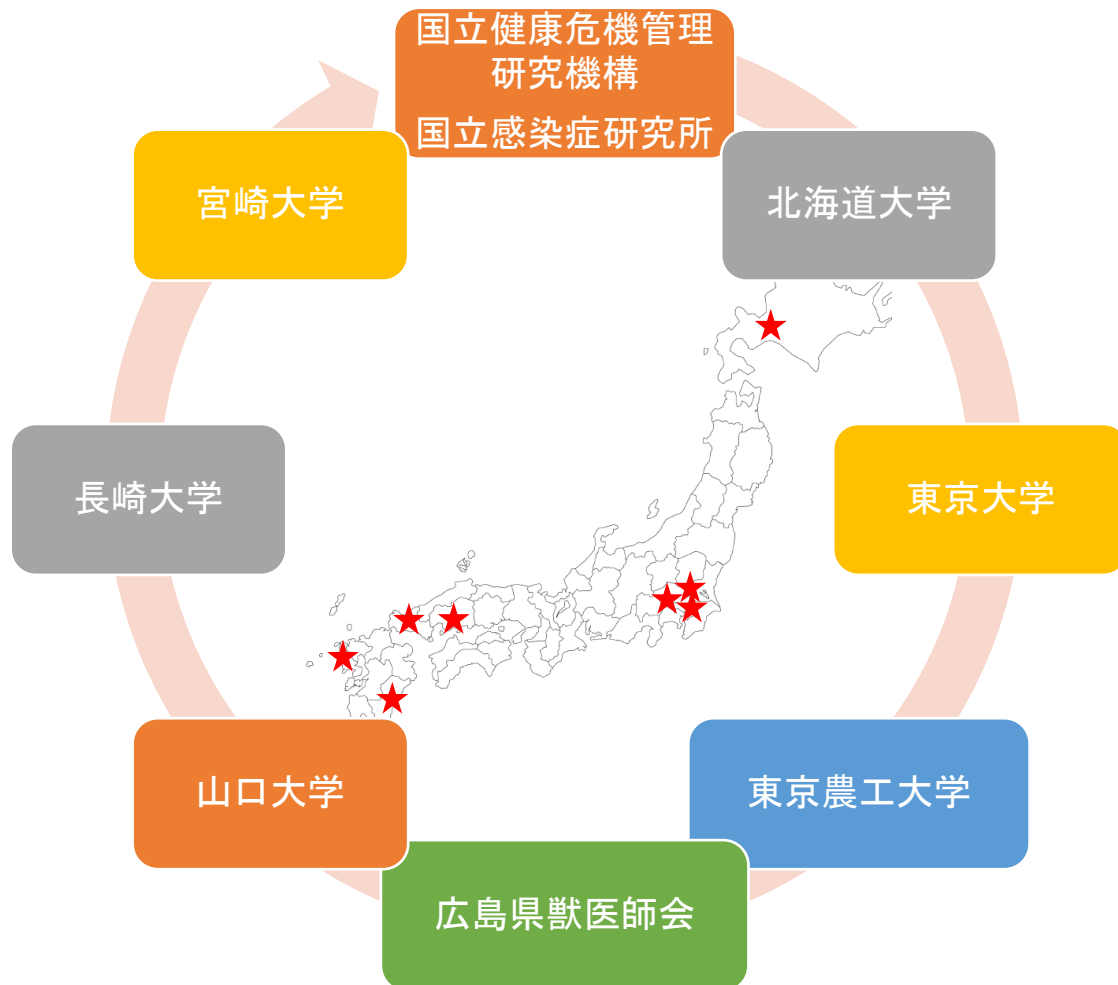 国立健康危機管理
研究機構
国立感染症研究所
北海道大学
東京大学
東京農工大学
広島県獣医師会
山口大学
長崎大学
宮崎大学